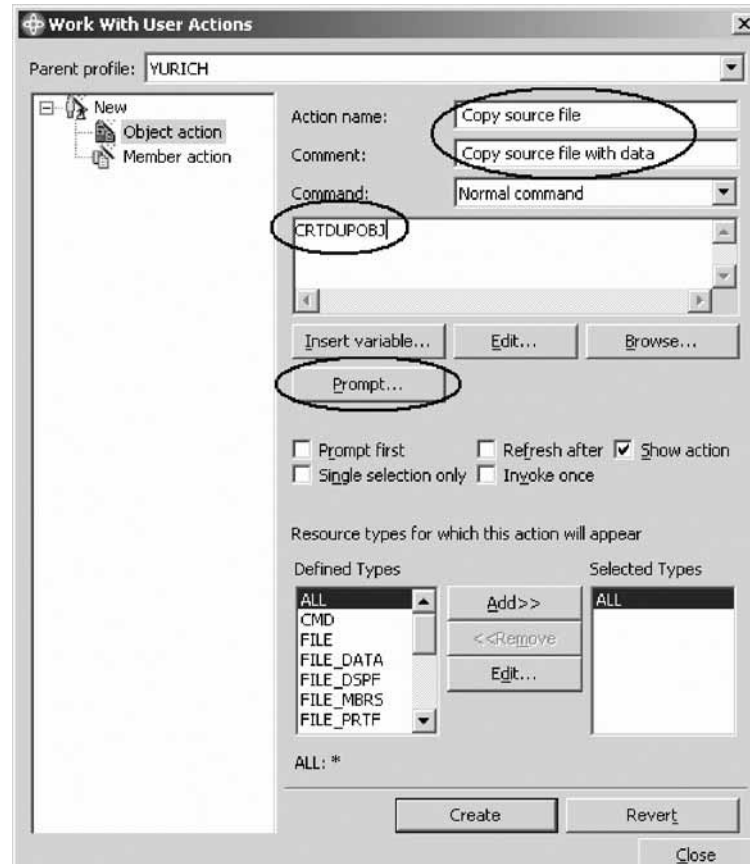 Work With User Actions
Parent profile: YURICH
New
Object action
Member action
Action name: Copy source file
Comment: Copy source file with data
Command: Normal command
CRTDUPOBJ
Insert variable... Edit... Browse...
Prompt...
Prompt first Refresh after Show action
Single selection only Invoke once
Resource types for which this action will appear
Defined Types Selected Types
ALL Add>> ALL
CMD
FILE <<Remove
FILE_DATA
FILE_DSPF Edit...
FILE_MBRS
FILE_PRTF
ALL: *
Create Revert
Close